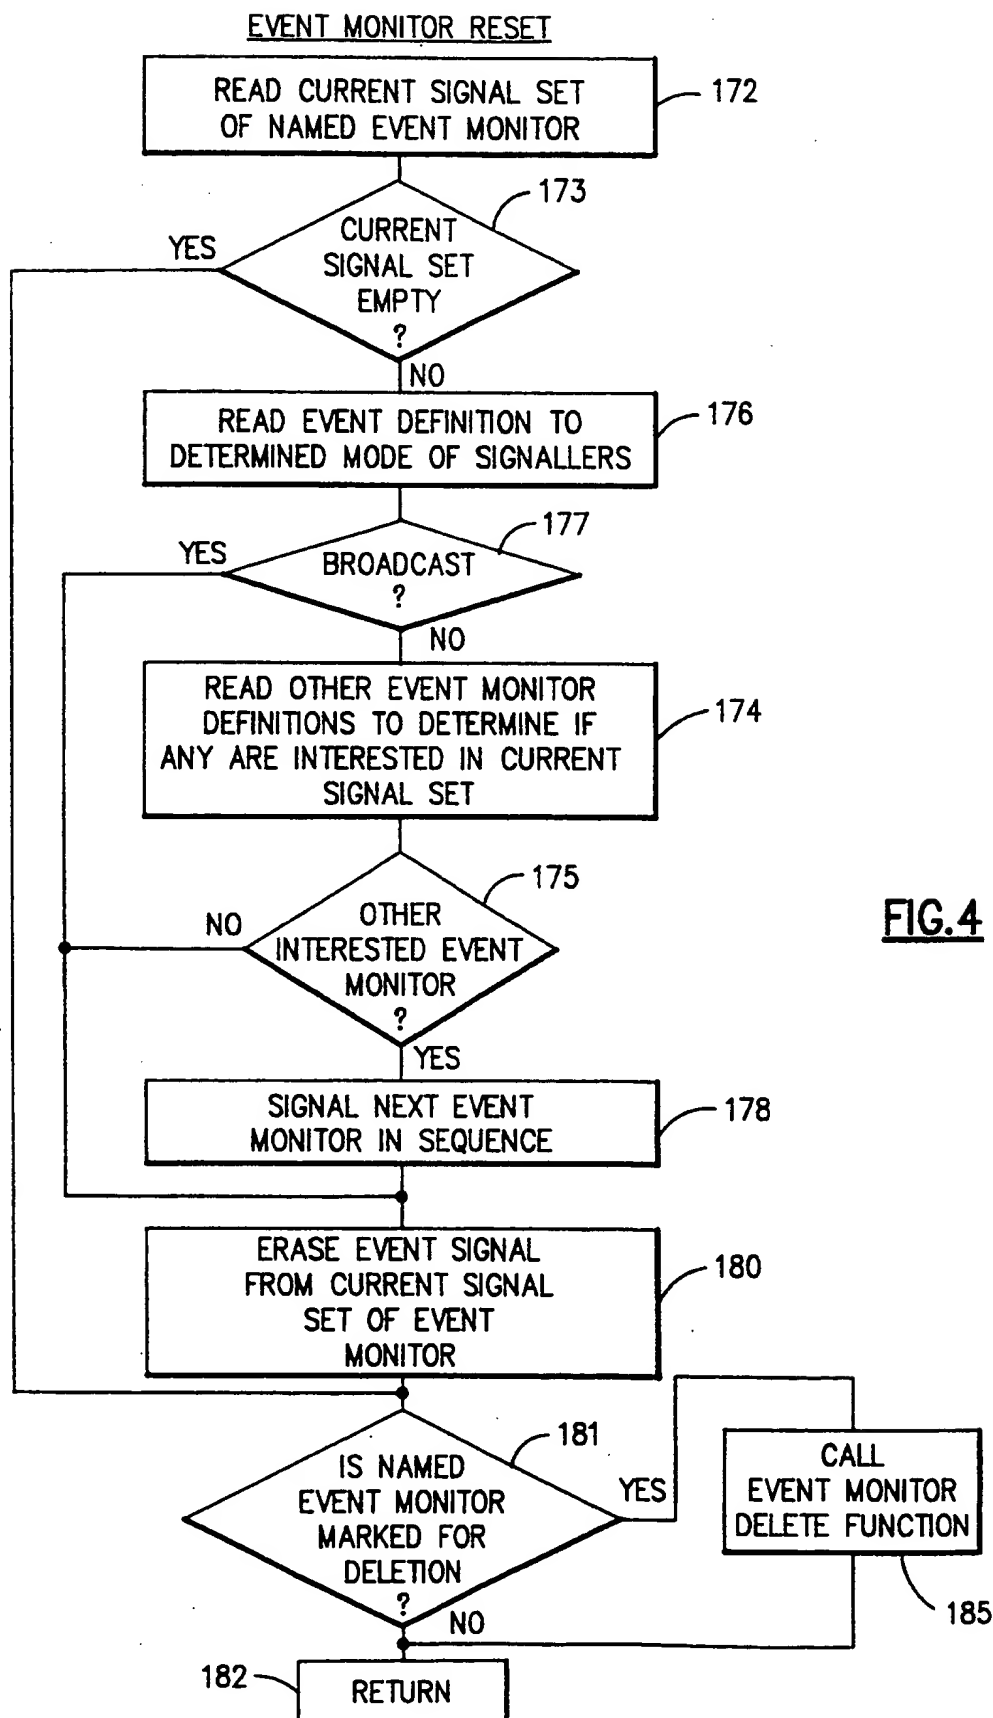 EVENT MONITOR RESET
READ CURRENT SIGNAL SET
OF NAMED EVENT MONITOR
172
173
YES
CURRENT
SIGNAL SET
EMPTY
?
NO
READ EVENT DEFINITION TO
DETERMINED MODE OF SIGNALLERS
176
177
YES
BROADCAST
?
NO
READ OTHER EVENT MONITOR
DEFINITIONS TO DETERMINE IF
ANY ARE INTERESTED IN CURRENT
SIGNAL SET
174
175
NO
OTHER
INTERESTED EVENT
MONITOR
?
YES
FIG.4
SIGNAL NEXT EVENT
MONITOR IN SEQUENCE
178
ERASE EVENT SIGNAL
FROM CURRENT SIGNAL
SET OF EVENT
MONITOR
180
181
IS NAMED
EVENT MONITOR
MARKED FOR
DELETION
?
YES
CALL
EVENT MONITOR
DELETE FUNCTION
185
NO
182
RETURN